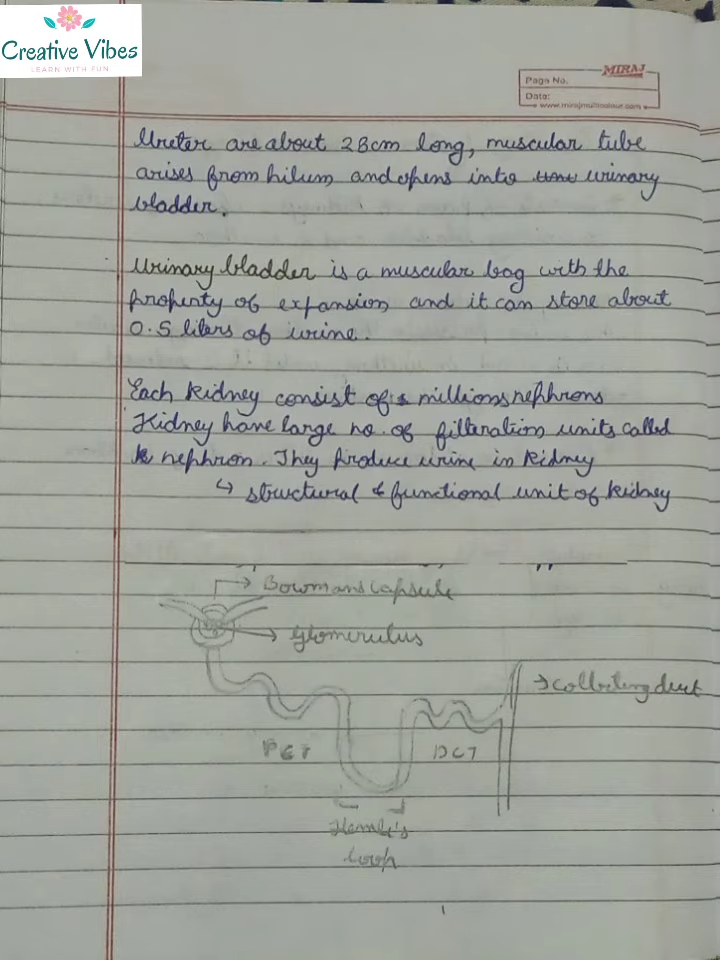 Creative Vibes
LEARN WITH FUN
MIRAJ
Page No.
Date:
www.mirajmulticolour.com
Ureter are about 28cm long, muscular tube
arises from hilum and opens into urinary
bladder.
Urinary bladder is a muscular bag with the
property of expansion and it can store about
0.5 liters of urine.
Each kidney consist of millions nephrons
Kidney have large no. of filteration units called
nephron. They produce urine in kidney
↳ structural & functional unit of kidney
→ Bowmans capsule
→ glomerulus
→ collecting duct
PCT
DCT
Henle's
loop